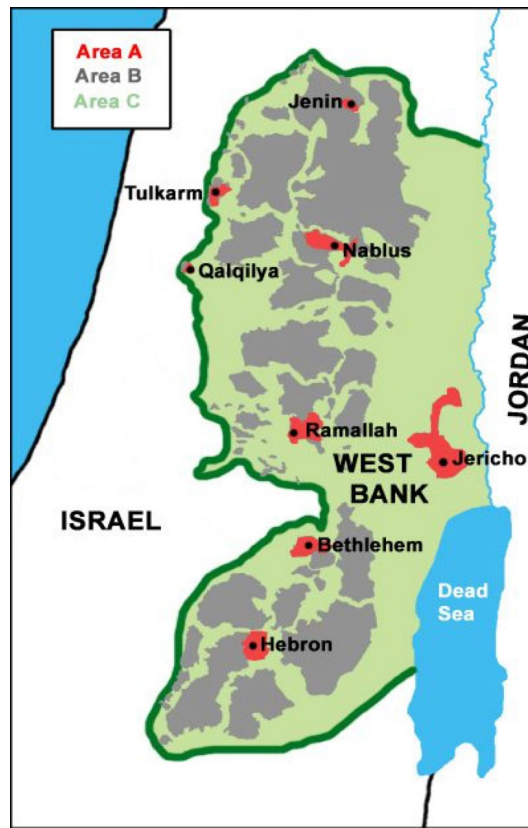 Area A
Area B
Area C
Jenin
Tulkarm
Nablus
Qalqilya
JORDAN
Ramallah
WEST
BANK
Jericho
ISRAEL
Bethlehem
Dead
Sea
Hebron